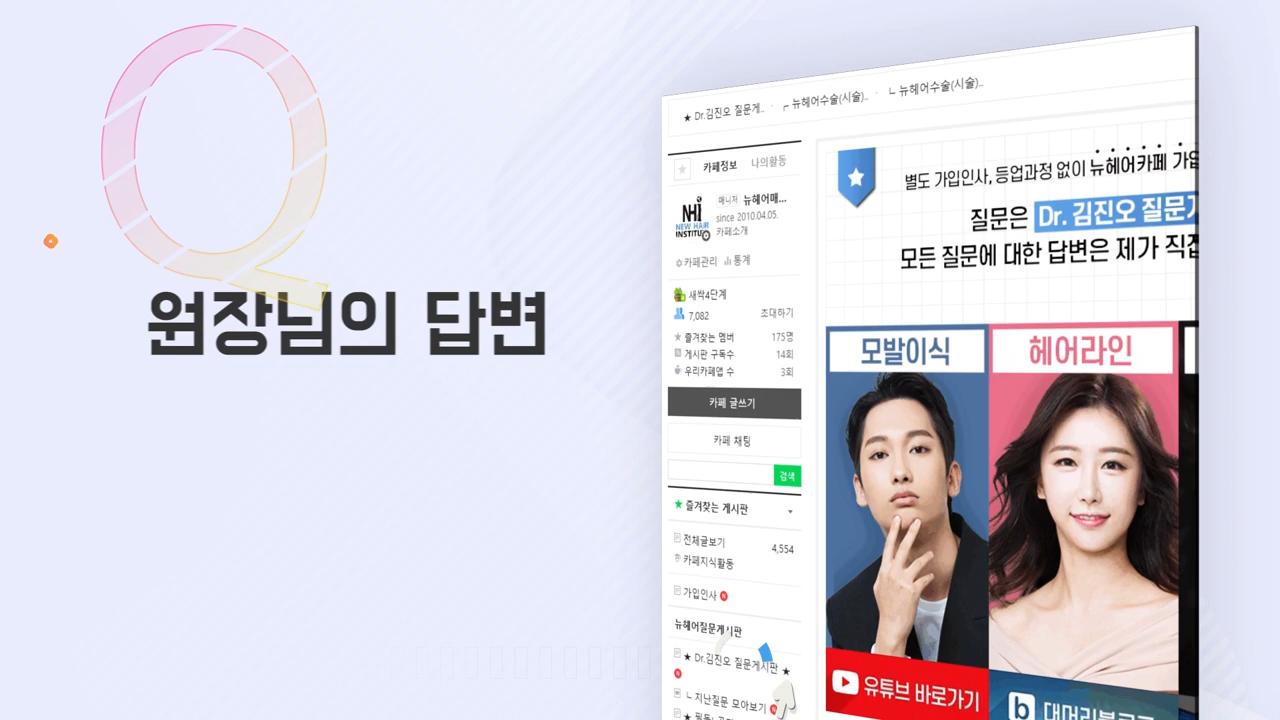 Q
원장님의 답변
★ Dr.김진오 질문게..
┌ 뉴헤어수술(시술)..
ㄴ 뉴헤어수술(시술)..
카페정보 나의활동
NHI
NEW HAIR
INSTITU
매니저 뉴헤어매...
since 2010.04.05.
카페소개
카페관리 통계
새싹4단계
7,082 초대하기
즐겨찾는 멤버 175명
게시판 구독수 14회
우리카페앱 수 3회
카페 글쓰기
카페 채팅
검색
★ 즐겨찾는 게시판
전체글보기 4,554
카페지식활동
가입인사 N
뉴헤어질문게시판
★ Dr.김진오 질문게시판 ★
N
ㄴ 지난질문 모아보기 N
별도 가입인사, 등업과정 없이 뉴헤어카페 가입
질문은 Dr. 김진오 질문
모든 질문에 대한 답변은 제가 직접
모발이식
헤어라인
유튜브 바로가기
b